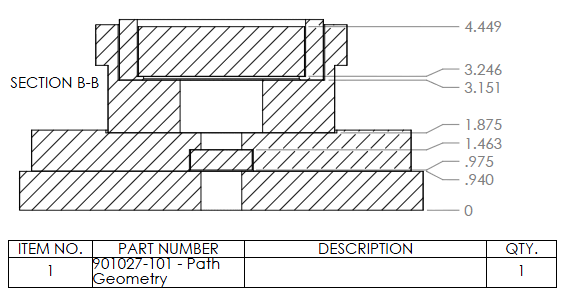 4.449
3.246
SECTION B-B
3.151
1.875
1.463
.975
.940
0
ITEM NO. PART NUMBER DESCRIPTION QTY.
1 901027-101 - Path Geometry 1